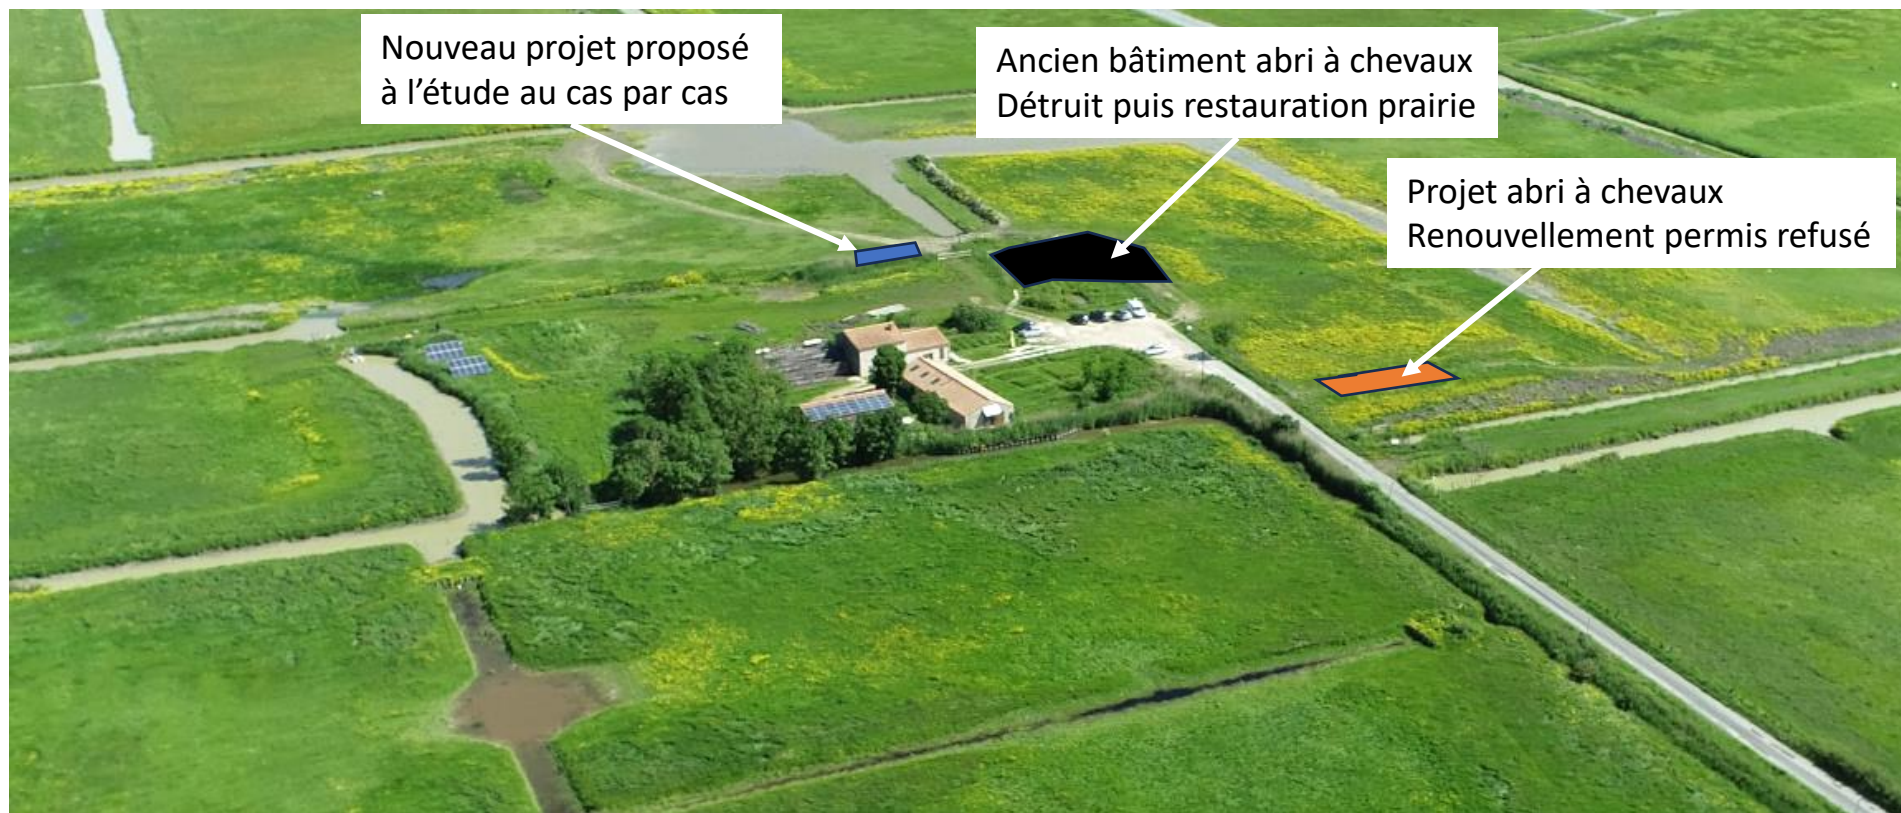 Nouveau projet proposé
à l’étude au cas par cas
Ancien bâtiment abri à chevaux
Détruit puis restauration prairie
Projet abri à chevaux
Renouvellement permis refusé